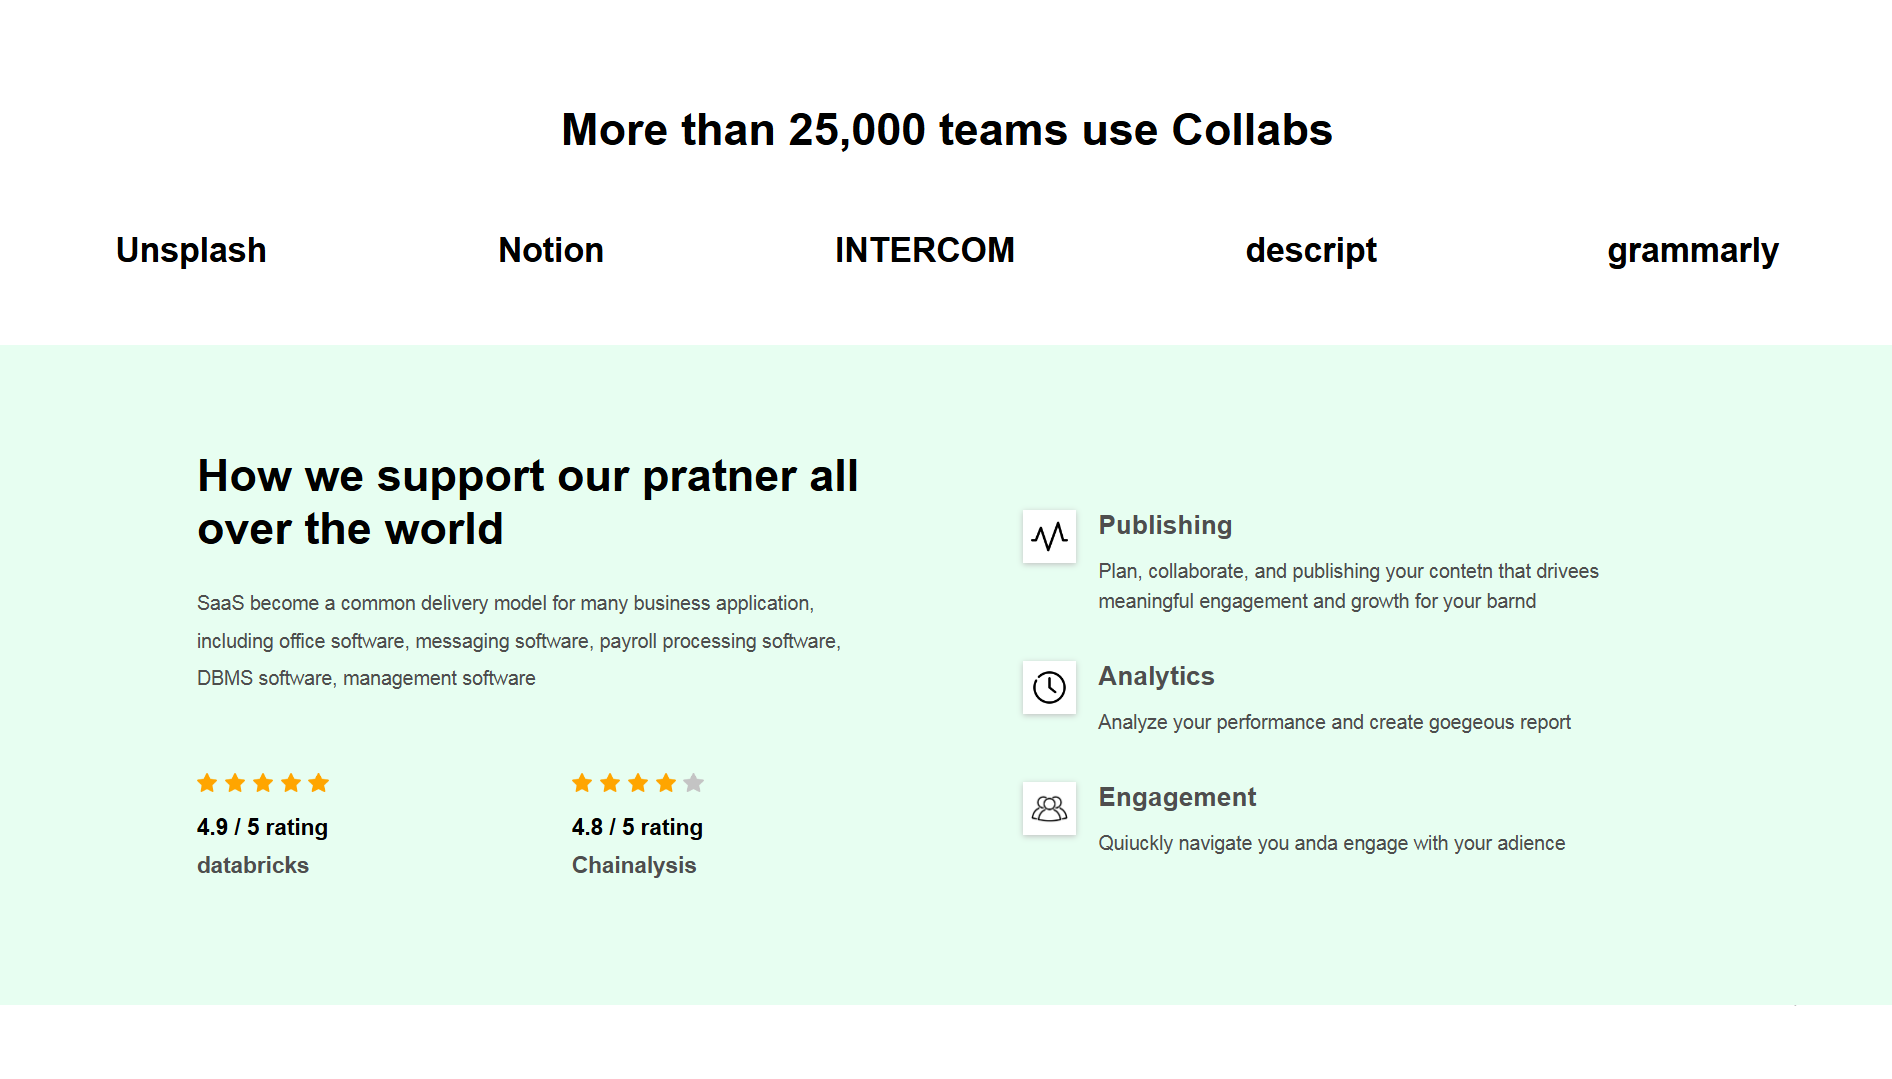 More than 25,000 teams use Collabs
Unsplash
Notion
INTERCOM
descript
grammarly
How we support our pratner all
over the world
SaaS become a common delivery model for many business application,
including office software, messaging software, payroll processing software,
DBMS software, management software
4.9 / 5 rating
databricks
4.8 / 5 rating
Chainalysis
Publishing
Plan, collaborate, and publishing your contetn that drivees
meaningful engagement and growth for your barnd
Analytics
Analyze your performance and create goegeous report
Engagement
Quiuckly navigate you anda engage with your adience